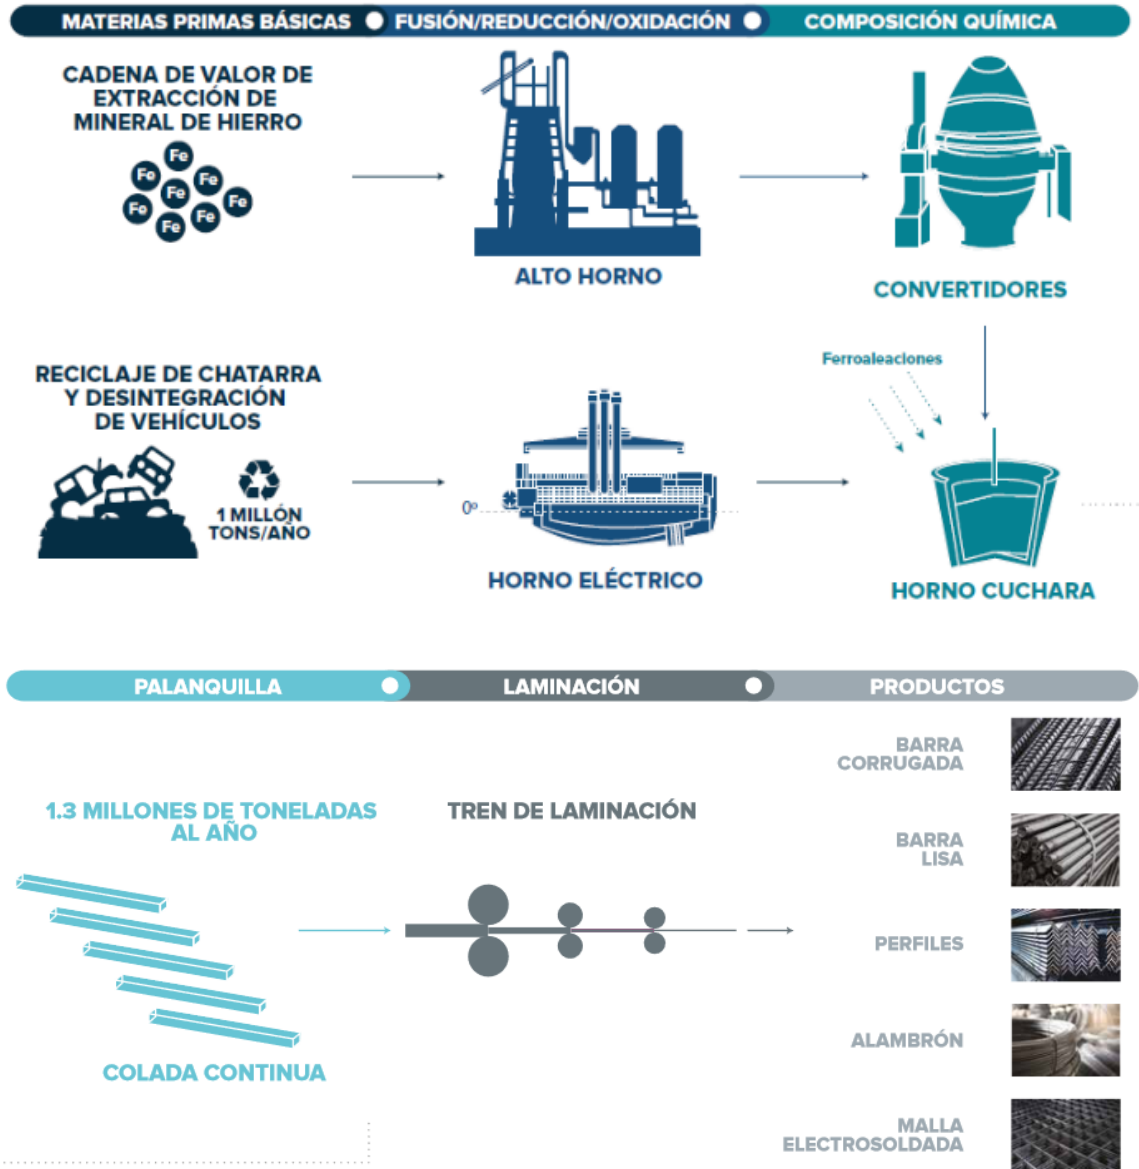 MATERIAS PRIMAS BÁSICAS
FUSIÓN/REDUCCIÓN/OXIDACIÓN
COMPOSICIÓN QUÍMICA
CADENA DE VALOR DE
EXTRACCIÓN DE
MINERAL DE HIERRO
Fe
Fe
Fe
Fe
Fe
Fe
Fe
Fe
ALTO HORNO
CONVERTIDORES
RECICLAJE DE CHATARRA
Y DESINTEGRACIÓN
DE VEHÍCULOS
1 MILLÓN
TONS/AÑO
0º
HORNO ELÉCTRICO
Ferroaleaciones
HORNO CUCHARA
PALANQUILLA
LAMINACIÓN
PRODUCTOS
1.3 MILLONES DE TONELADAS
AL AÑO
COLADA CONTINUA
TREN DE LAMINACIÓN
BARRA
CORRUGADA
BARRA
LISA
PERFILES
ALAMBRÓN
MALLA
ELECTROSOLDADA